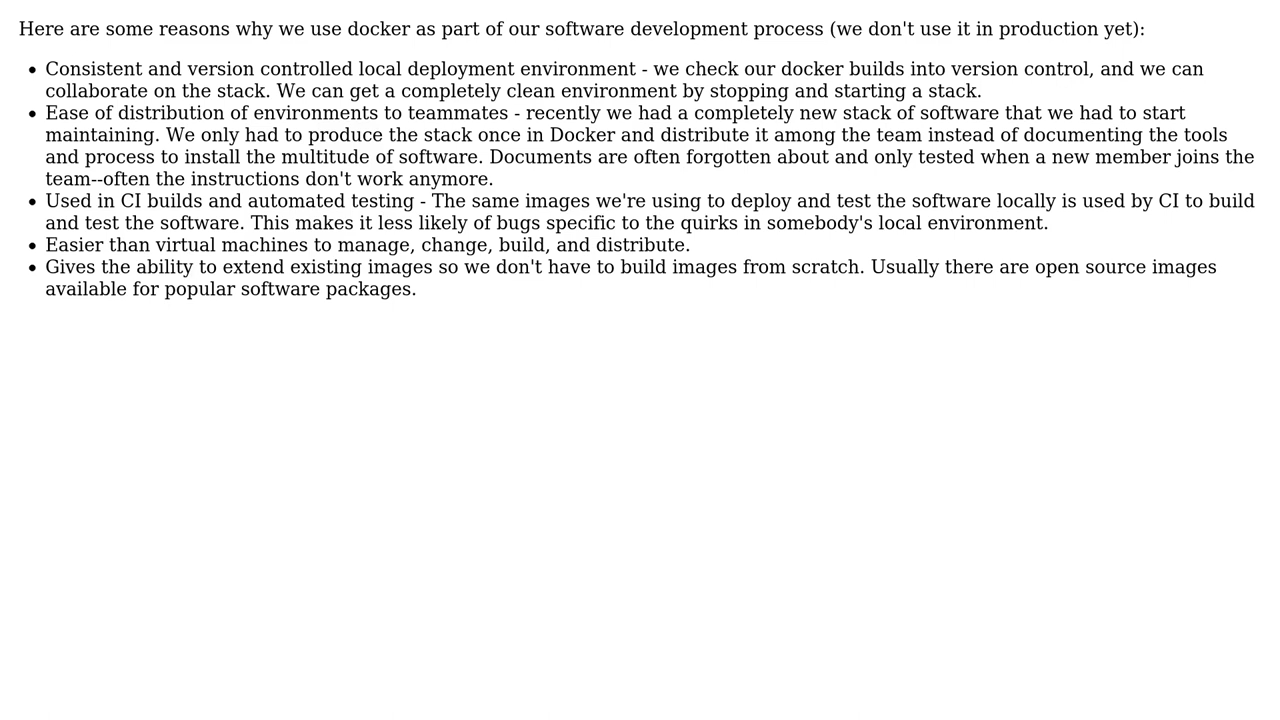 Here are some reasons why we use docker as part of our software development process (we don't use it in production yet):
• Consistent and version controlled local deployment environment - we check our docker builds into version control, and we can
collaborate on the stack. We can get a completely clean environment by stopping and starting a stack.
• Ease of distribution of environments to teammates - recently we had a completely new stack of software that we had to start
maintaining. We only had to produce the stack once in Docker and distribute it among the team instead of documenting the tools
and process to install the multitude of software. Documents are often forgotten about and only tested when a new member joins the
team--often the instructions don't work anymore.
• Used in CI builds and automated testing - The same images we're using to deploy and test the software locally is used by CI to build
and test the software. This makes it less likely of bugs specific to the quirks in somebody's local environment.
• Easier than virtual machines to manage, change, build, and distribute.
• Gives the ability to extend existing images so we don't have to build images from scratch. Usually there are open source images
available for popular software packages.